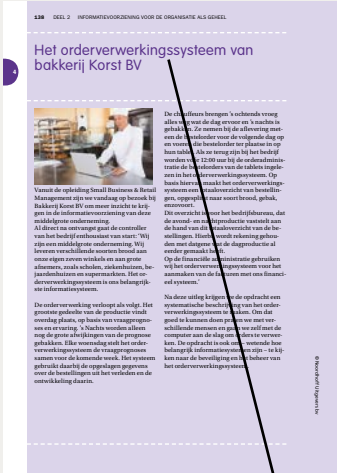 138 DEEL 2 INFORMATIEVOORZIENING VOOR DE ORGANISATIE ALS GEHEEL
Het orderverwerkingssysteem van
bakkerij Korst BV
4
Vanuit de opleiding Small Business & Retail
Management zijn we vandaag op bezoek bij
Bakkerij Korst BV om meer inzicht te krij-
gen in de informatievoorziening van deze
middelgrote onderneming.
Al direct na ontvangst gaat de controller
van het bedrijf enthousiast van start: 'Wij
zijn een middelgrote onderneming. Wij
leveren verschillende soorten brood aan
onze eigen zeven winkels en aan grote
afnemers, zoals scholen, ziekenhuizen, be-
jaardenhuizen en supermarkten. Het or-
derverwerkingssysteem is ons belangrijk-
ste informatiesysteem.
De orderverwerking verloopt als volgt. Het
grootste gedeelte van de productie vindt
overdag plaats, op basis van vraagprogno-
ses en ervaring. 's Nachts worden alleen
nog de grote afwijkingen van de prognose
gebakken. Elke woensdag stelt het order-
verwerkingssysteem de vraagprognoses
samen voor de komende week. Het systeem
gebruikt daarbij de opgeslagen gegevens
over de bestellingen uit het verleden en de
ontwikkeling daarin.
De chauffeurs brengen 's ochtends vroeg
alles weg wat de dag ervoor en 's nachts is
gebakken. Ze nemen bij de aflevering met-
een de bestelorder voor de volgende dag op
en voeren die bestelorder ter plaatse in op
hun tablet. Als ze terug zijn bij het bedrijf
worden vóór 12:00 uur bij de orderadminis-
tratie de bestelorders van de tablets ingele-
zen in het orderverwerkingssysteem. Op
basis hiervan maakt het orderverwerkings-
systeem een totaaloverzicht van bestellin-
gen, opgesplitst naar soort brood, gebak,
enzovoort.
Dit overzicht is voor het bedrijfsbureau, dat
de avond- en nachtproductie vaststelt aan
de hand van dit totaaloverzicht van de be-
stellingen. Hierbij wordt rekening gehou-
den met datgene wat de dagproductie al
eerder gemaakt heeft.
Op de financiële administratie gebruiken
wij het orderverwerkingssysteem voor het
aanmaken van de facturen met ons financi-
eel systeem.'
Na deze uitleg krijgen we de opdracht een
systematische beschrijving van het order-
verwerkingssysteem te maken. Om dat
goed te kunnen doen praten we met ver-
schillende mensen en gaan we zelf met de
computer aan de slag om orders te verwer-
ken. De opdracht is ook om – wetende hoe
belangrijk informatiesystemen zijn – te kij-
ken naar de beveiliging en het beheer van
het orderverwerkingssysteem.
© Noordhoff Uitgevers bv